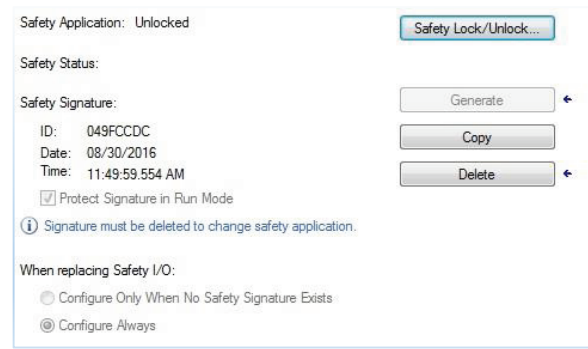 Safety Application: Unlocked
Safety Lock/Unlock...
Safety Status:
Safety Signature:
Generate
ID: 049FCCDC
Copy
Date: 08/30/2016
Time: 11:49:59.554 AM
Delete
Protect Signature in Run Mode
Signature must be deleted to change safety application.
When replacing Safety I/O:
Configure Only When No Safety Signature Exists
Configure Always